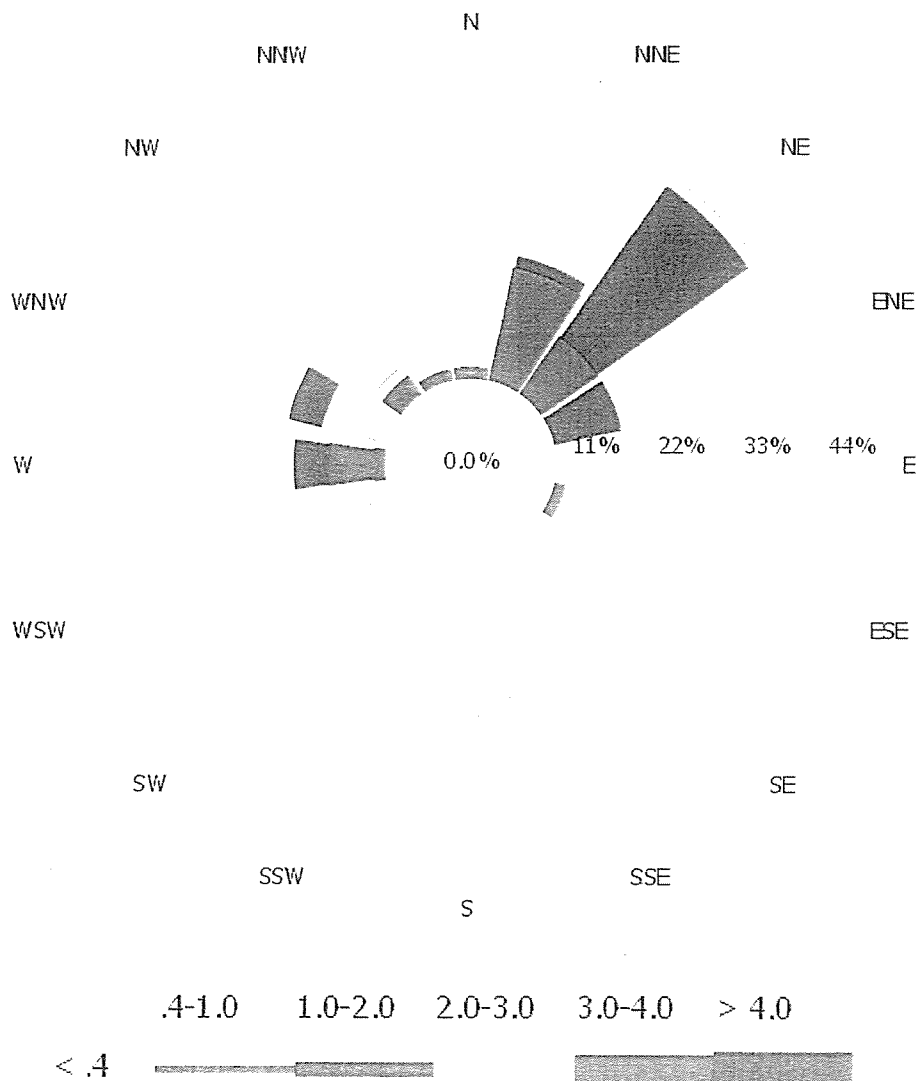 N
NNW NNE
NW NE
WNW ENE
W 0.0% 11% 22% 33% 44% E
WSW ESE
SW SE
SSW SSE
S
.4-1.0 1.0-2.0 2.0-3.0 3.0-4.0 > 4.0
< .4